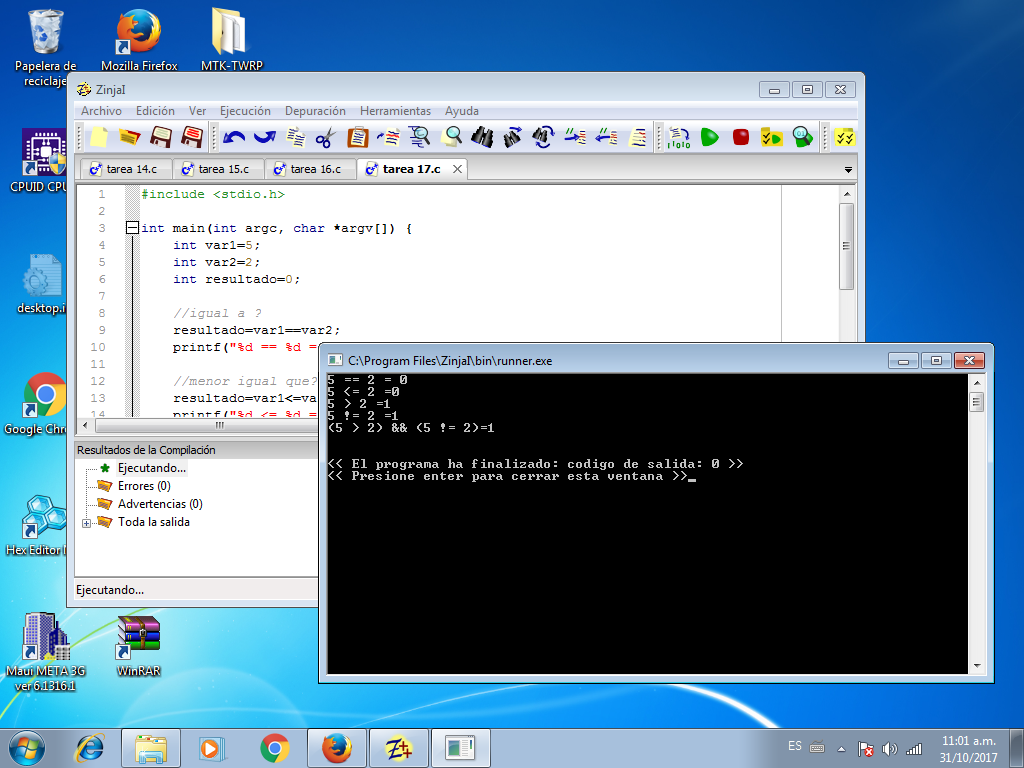 Papelera de
reciclaje
Mozilla Firefox
MTK-TWRP
CPUID CPU
desktop.i
Google Chro
Hex Editor
Maui META 3G
ver 6.1316.1
WinRAR
ZinjaI
Archivo Edición Ver Ejecución Depuración Herramientas Ayuda
tarea 14.c tarea 15.c tarea 16.c tarea 17.c
1 #include <stdio.h>
2
3 int main(int argc, char *argv[]) {
4 int var1=5;
5 int var2=2;
6 int resultado=0;
7
8 //igual a ?
9 resultado=var1==var2;
10 printf("%d == %d =
11
12 //menor igual que?
13 resultado=var1<=va
14 printf("%d <= %d =
Resultados de la Compilación
Ejecutando...
Errores (0)
Advertencias (0)
Toda la salida
Ejecutando...
C:\Program Files\ZinjaI\bin\runner.exe
5 == 2 = 0
5 <= 2 =0
5 > 2 =1
5 != 2 =1
(5 > 2) && (5 != 2)=1
<< El programa ha finalizado: codigo de salida: 0 >>
<< Presione enter para cerrar esta ventana >>_
ES
11:01 a.m.
31/10/2017